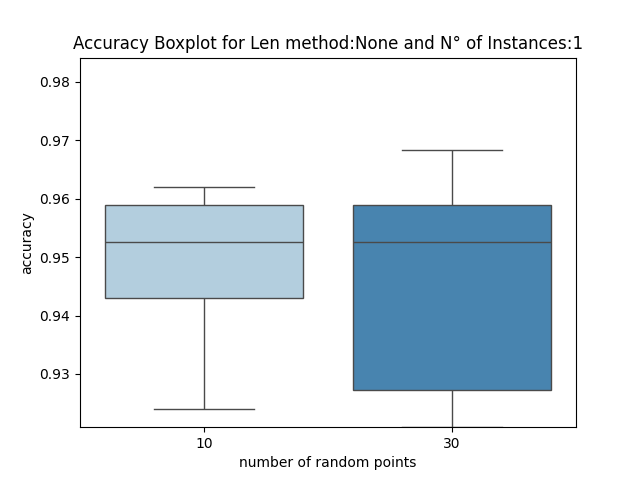 Accuracy Boxplot for Len method:None and N° of Instances:1
0.98
0.97
0.96
0.95
0.94
0.93
accuracy
10
30
number of random points